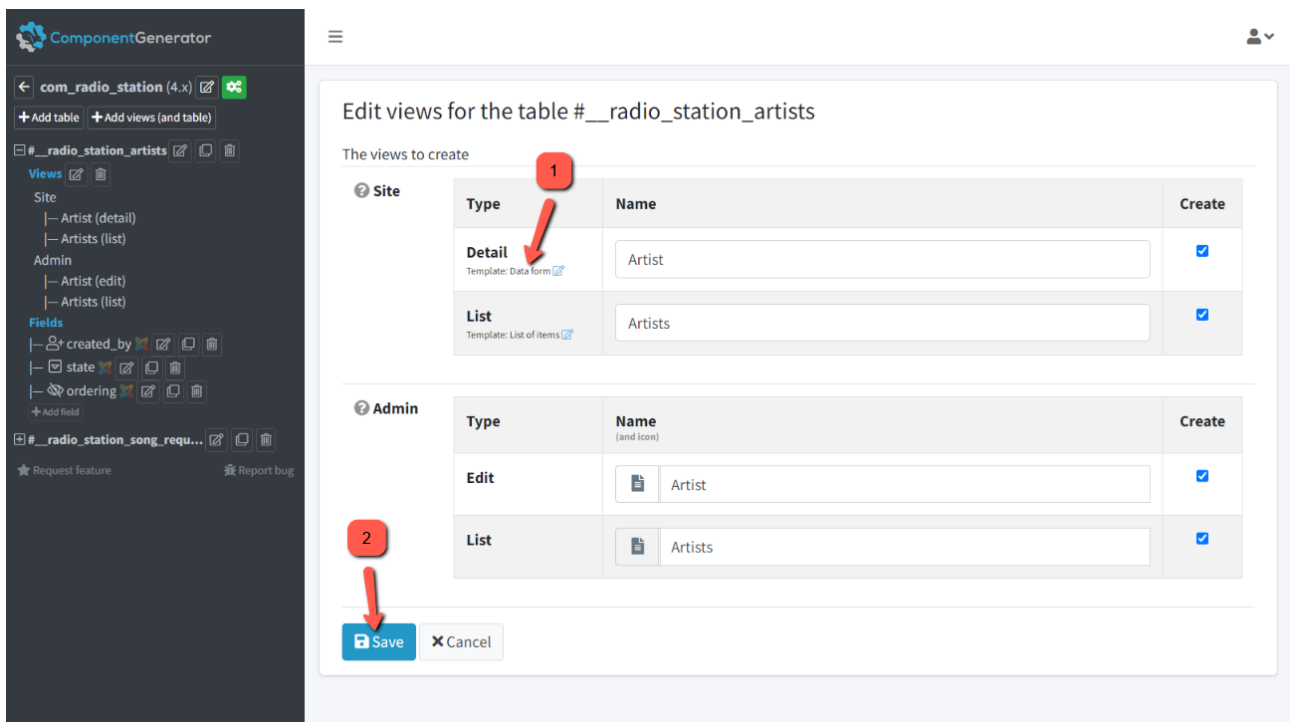 ComponentGenerator
com_radio_station (4.x)
Add table Add views (and table)
#__radio_station_artists
Views
Site
Artist (detail)
Artists (list)
Admin
Artist (edit)
Artists (list)
Fields
created_by
state
ordering
Add field
#__radio_station_song_requ...
Request feature Report bug
Edit views for the table #__radio_station_artists
The views to create
1
Site
Type Name Create
Detail
Template: Data form
Artist
List
Template: List of items
Artists
Admin
Type Name Create
(and icon)
Edit Artist
List Artists
2
Save Cancel